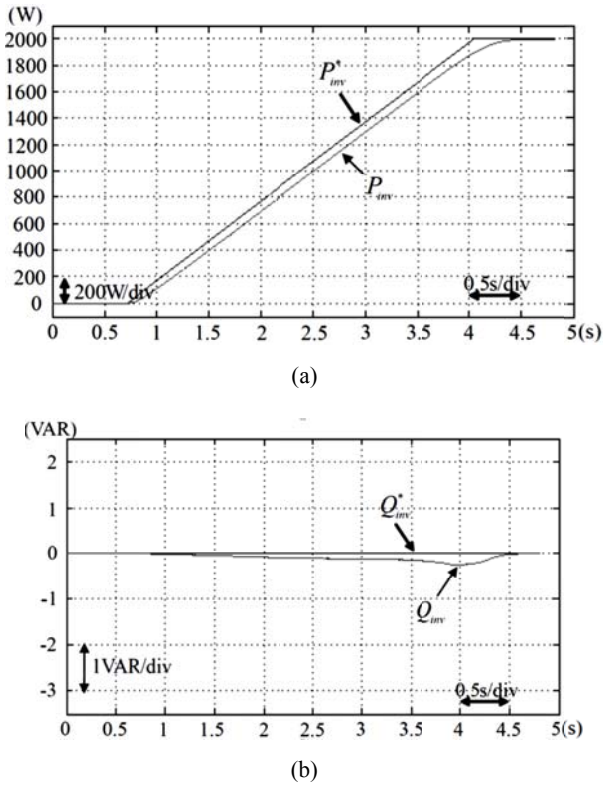 (W)
2000
1800
1600
1400
1200
1000
800
600
400
200
0
P*inv
Pinv
200W/div
0.5s/div
0 0.5 1 1.5 2 2.5 3 3.5 4 4.5 5(s)
(a)
(VAR)
2
1
0
-1
-2
-3
Q*inv
Qinv
1VAR/div
0.5s/div
0 0.5 1 1.5 2 2.5 3 3.5 4 4.5 5(s)
(b)